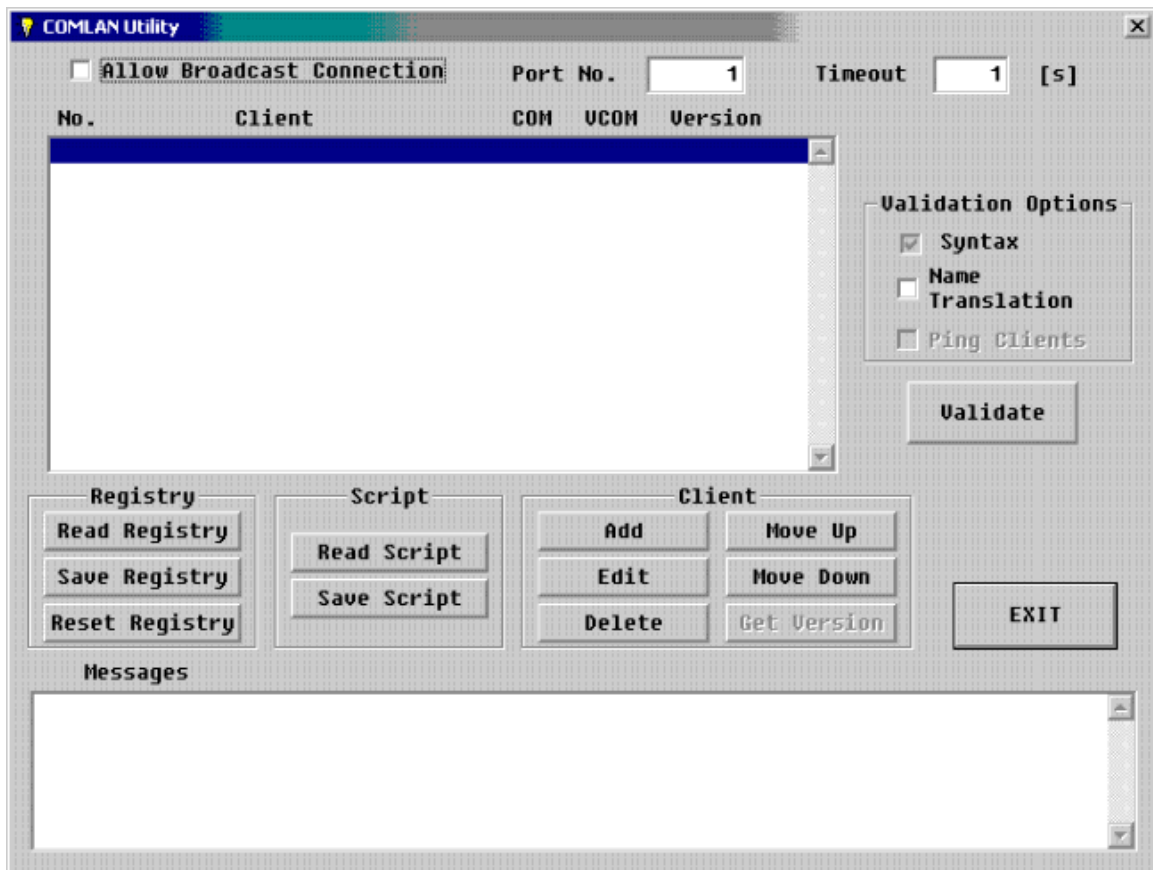 COMLAN Utility
Allow Broadcast Connection Port No. 1 Timeout 1 [s]
No. Client COM VCOM Version
Validation Options
Syntax
Name
Translation
Ping Clients
Validate
Registry Script Client
Read Registry Read Script Add Move Up
Save Registry Save Script Edit Move Down
Reset Registry Delete Get Version
EXIT
Messages